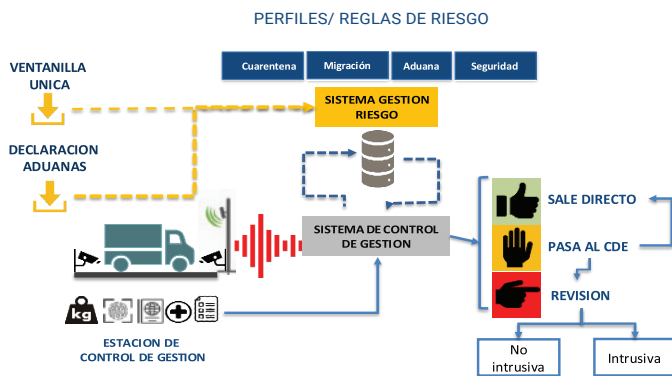 PERFILES/ REGLAS DE RIESGO
Cuarentena
Migración
Aduana
Seguridad
VENTANILLA
UNICA
SISTEMA GESTION
RIESGO
DECLARACION
ADUANAS
SISTEMA DE CONTROL
DE GESTION
SALE DIRECTO
PASA AL CDE
REVISION
kg
ESTACION DE
CONTROL DE GESTION
No
intrusiva
Intrusiva